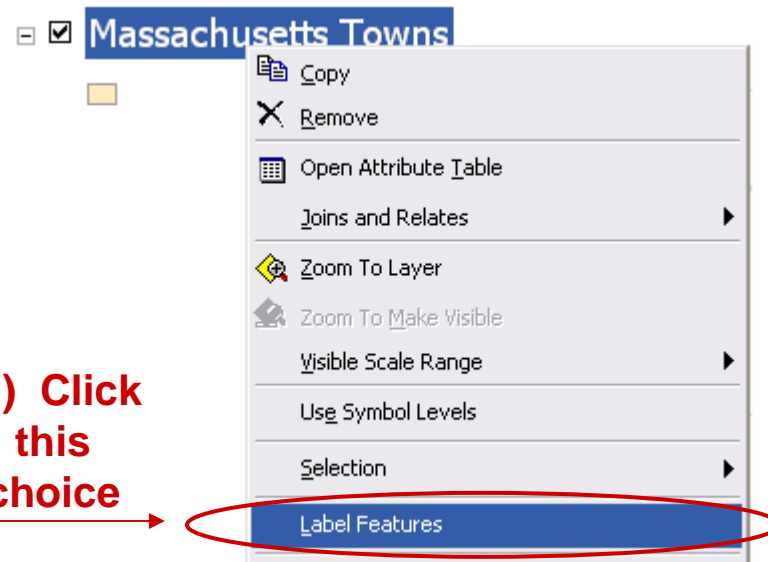 Massachusetts Towns
Copy
Remove
Open Attribute Table
Joins and Relates
Zoom To Layer
Zoom To Make Visible
Visible Scale Range
Use Symbol Levels
Selection
) Click
this
choice
Label Features